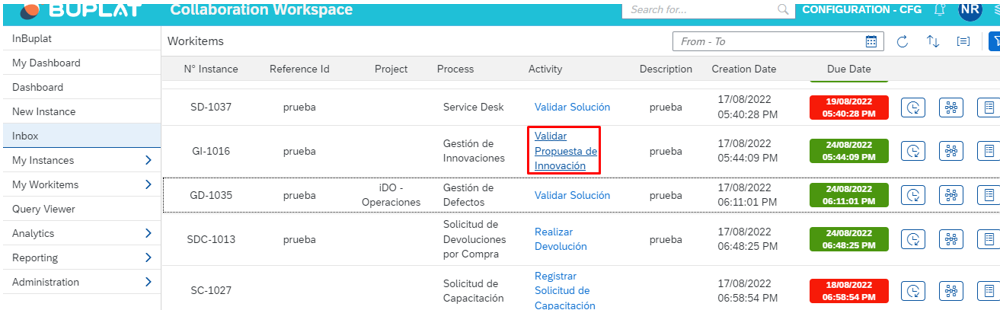 BUPLAT Collaboration Workspace Search for... CONFIGURATION - CFG NR
InBuplat
My Dashboard
Dashboard
New Instance
Inbox
My Instances
My Workitems
Query Viewer
Analytics
Reporting
Administration
Workitems From - To
N° Instance Reference Id Project Process Activity Description Creation Date Due Date
SD-1037 prueba Service Desk Validar Solución prueba
17/08/2022
05:40:28 PM
19/08/2022
05:40:28 PM
GI-1016 prueba
Gestión de
Innovaciones
Validar
Propuesta de
Innovación
prueba
17/08/2022
05:44:09 PM
24/08/2022
05:44:09 PM
GD-1035 prueba
iDO -
Operaciones
Gestión de
Defectos
Validar Solución prueba
17/08/2022
06:11:01 PM
24/08/2022
06:11:01 PM
SDC-1013 prueba
Solicitud de
Devoluciones
por Compra
Realizar
Devolución
prueba
17/08/2022
06:48:25 PM
24/08/2022
06:48:25 PM
SC-1027
Solicitud de
Capacitación
Registrar
Solicitud de
Capacitación
17/08/2022
06:58:54 PM
18/08/2022
06:58:54 PM